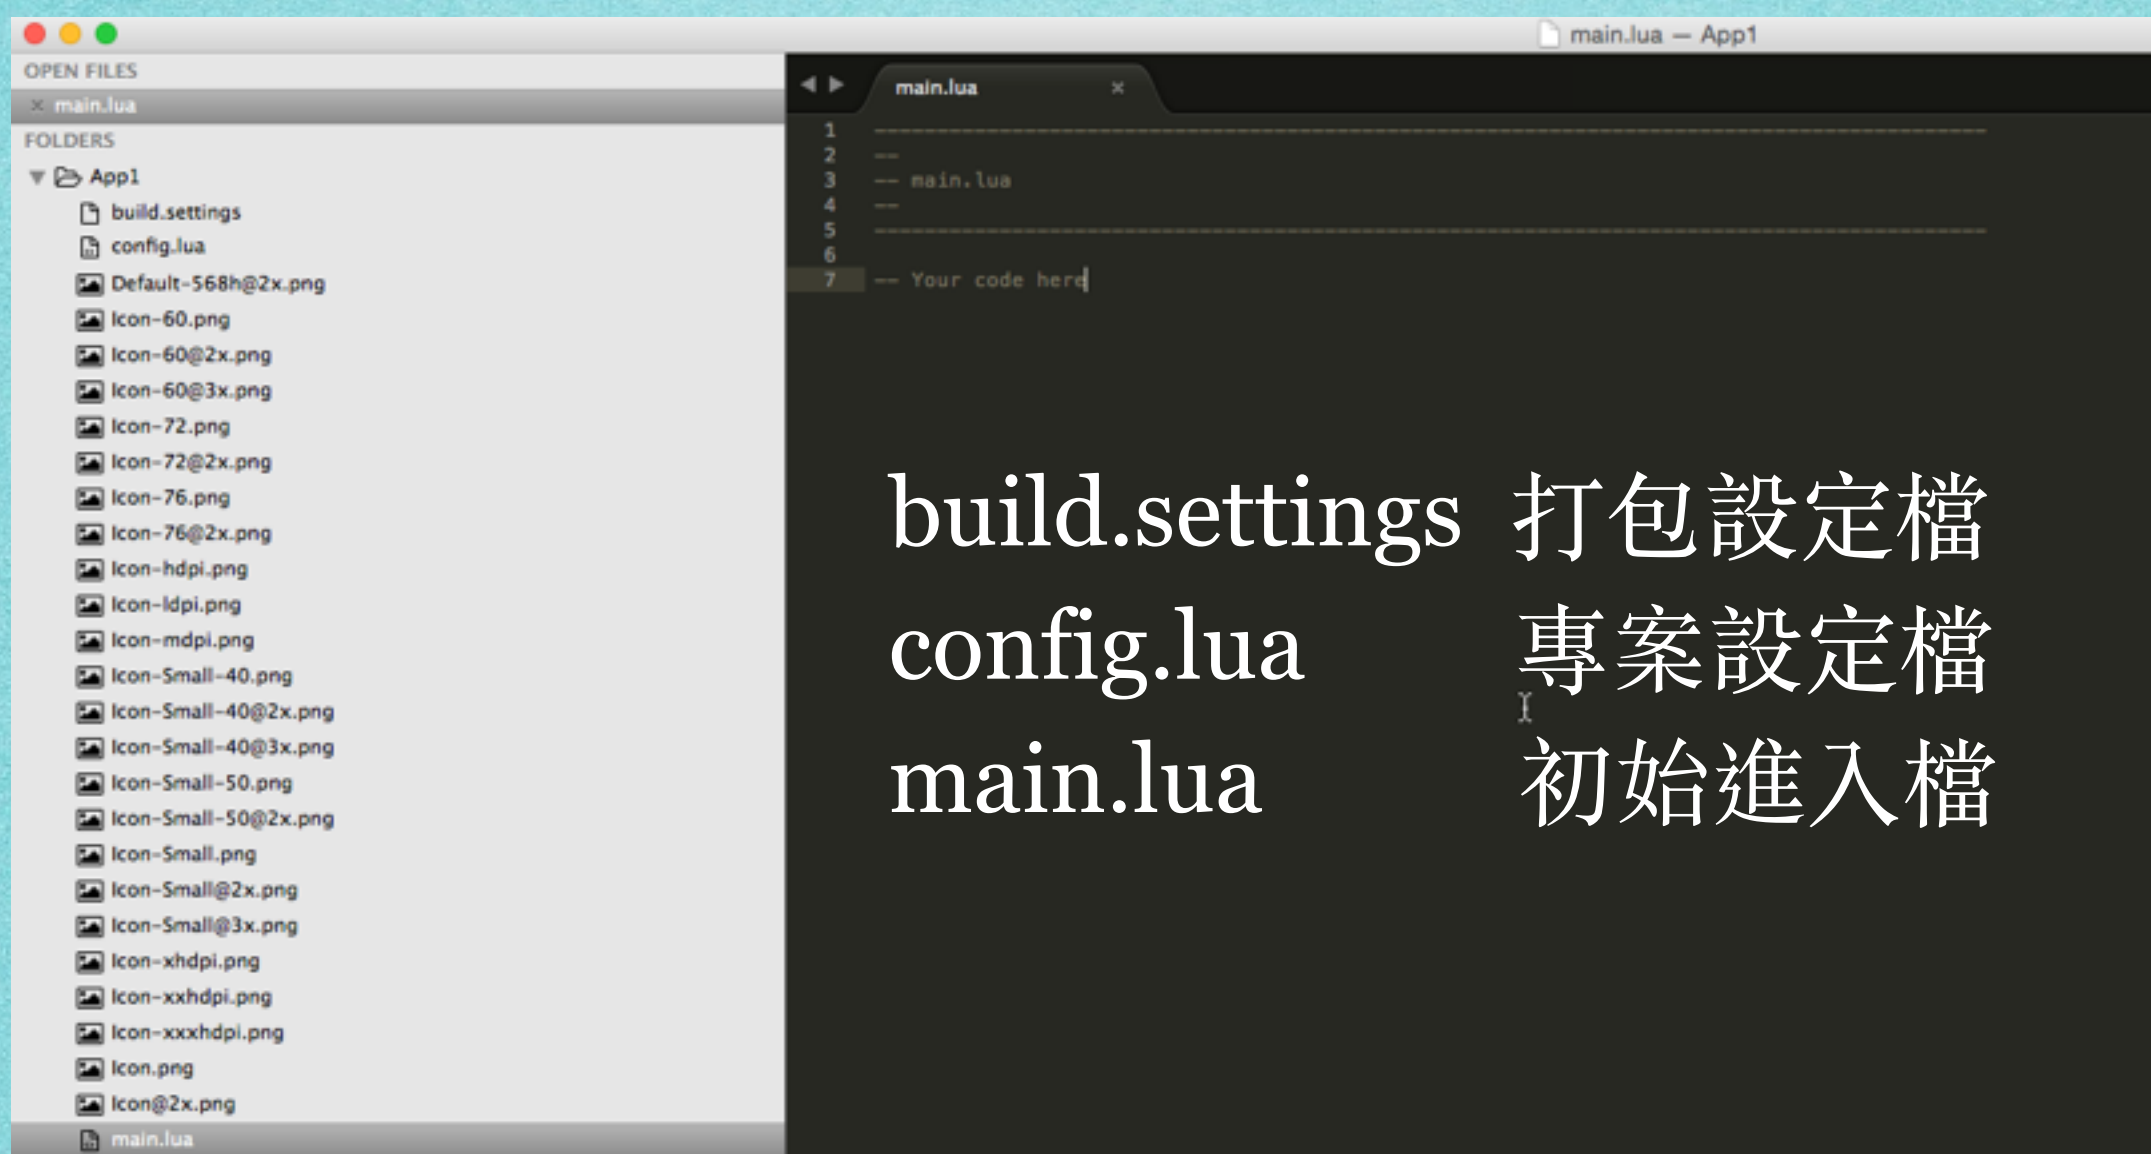 main.lua — App1
OPEN FILES
× main.lua
FOLDERS
App1
build.settings
config.lua
Default-568h@2x.png
Icon-60.png
Icon-60@2x.png
Icon-60@3x.png
Icon-72.png
Icon-72@2x.png
Icon-76.png
Icon-76@2x.png
Icon-hdpi.png
Icon-ldpi.png
Icon-mdpi.png
Icon-Small-40.png
Icon-Small-40@2x.png
Icon-Small-40@3x.png
Icon-Small-50.png
Icon-Small-50@2x.png
Icon-Small.png
Icon-Small@2x.png
Icon-Small@3x.png
Icon-xhdpi.png
Icon-xxhdpi.png
Icon-xxxhdpi.png
Icon.png
Icon@2x.png
main.lua
main.lua ×
1 -----------------------------------------------------------------------------------------
2 --
3 -- main.lua
4 --
5 -----------------------------------------------------------------------------------------
6
7 -- Your code here
build.settings 打包設定檔
config.lua 專案設定檔
main.lua 初始進入檔